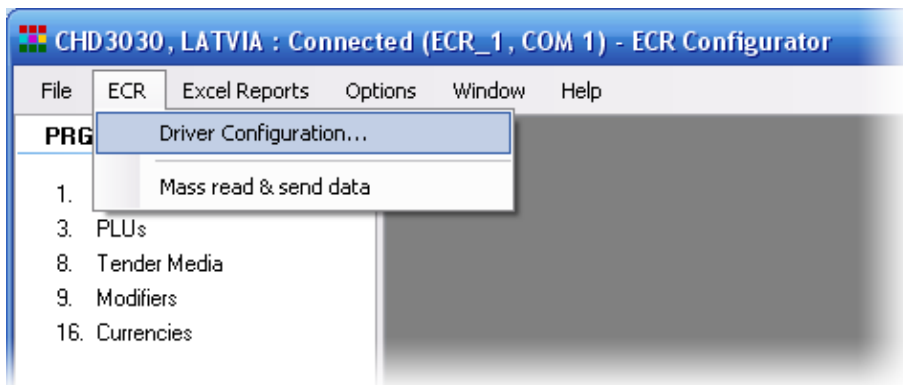 CHD3030, LATVIA : Connected (ECR_1, COM 1) - ECR Configurator
File ECR Excel Reports Options Window Help
PRG
Driver Configuration...
Mass read & send data
1.
3. PLUs
8. Tender Media
9. Modifiers
16. Currencies